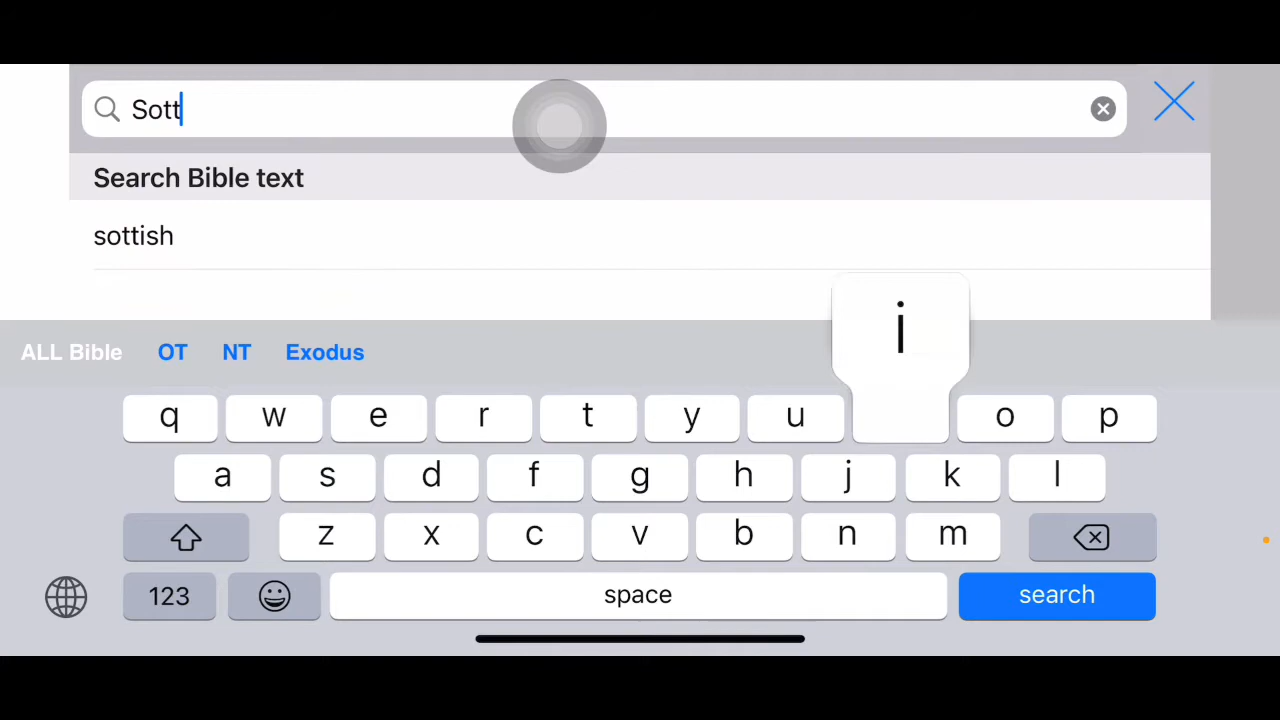 Sott
Search Bible text
sottish
ALL Bible OT NT Exodus
i
q w e r t y u o p
a s d f g h j k l
z x c v b n m
123 space search